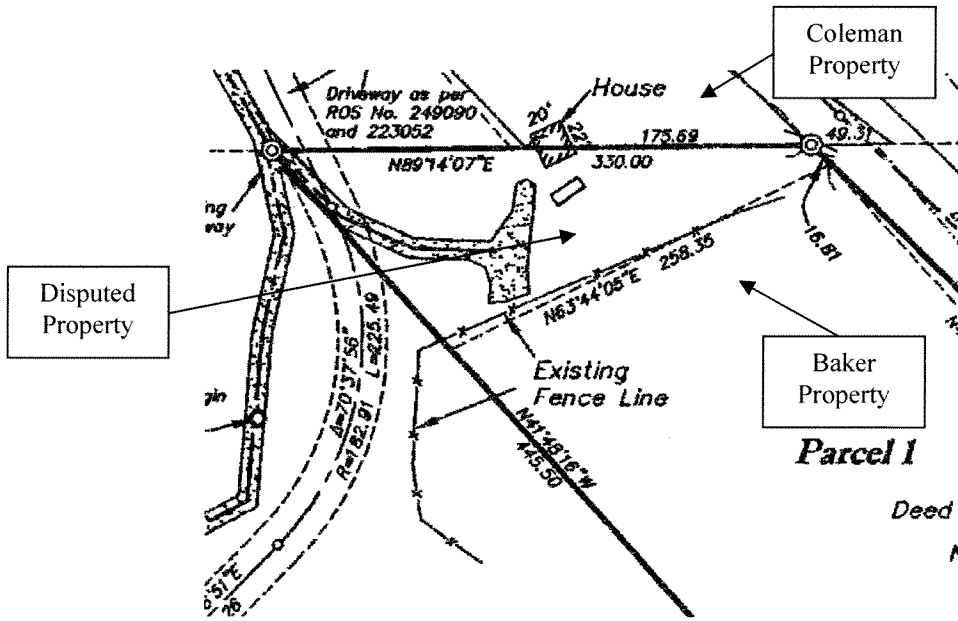 Coleman
Property
Driveway as per
ROS No. 249090
and 223052
House
20'
22'
175.69
49.31
N89°14'07"E
330.00
16.81
Disputed
Property
N63°44'05"E
258.35
Δ=70°37'56"
L=225.49
R=182.91
Existing
Fence Line
Baker
Property
N41°48'16"W
445.50
Parcel 1
Deed
26